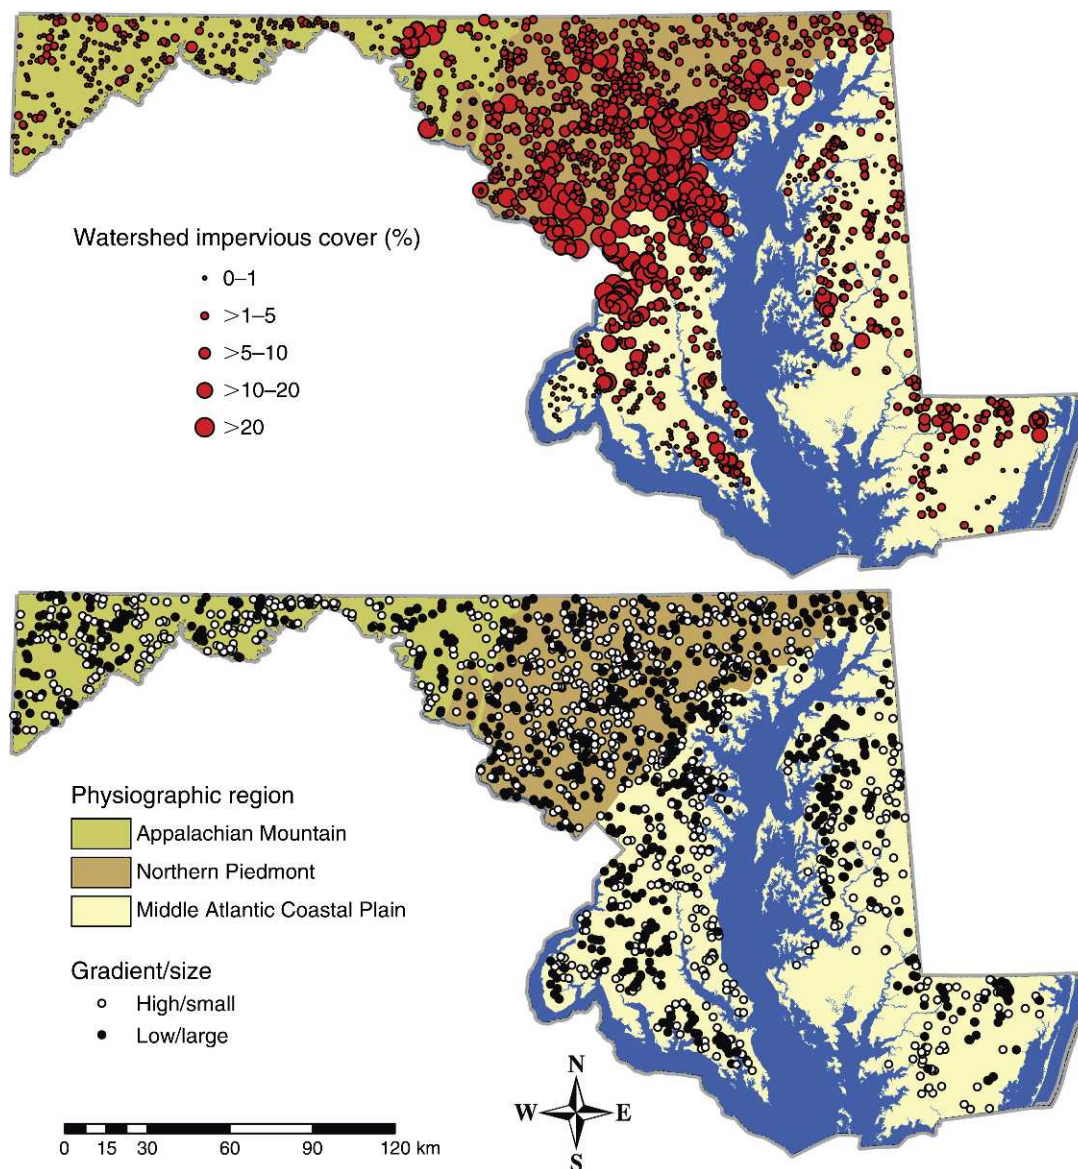 Watershed impervious cover (%)
0–1
>1–5
>5–10
>10–20
>20
Physiographic region
Appalachian Mountain
Northern Piedmont
Middle Atlantic Coastal Plain
Gradient/size
High/small
Low/large
N
W E
S
0 15 30 60 90 120 km